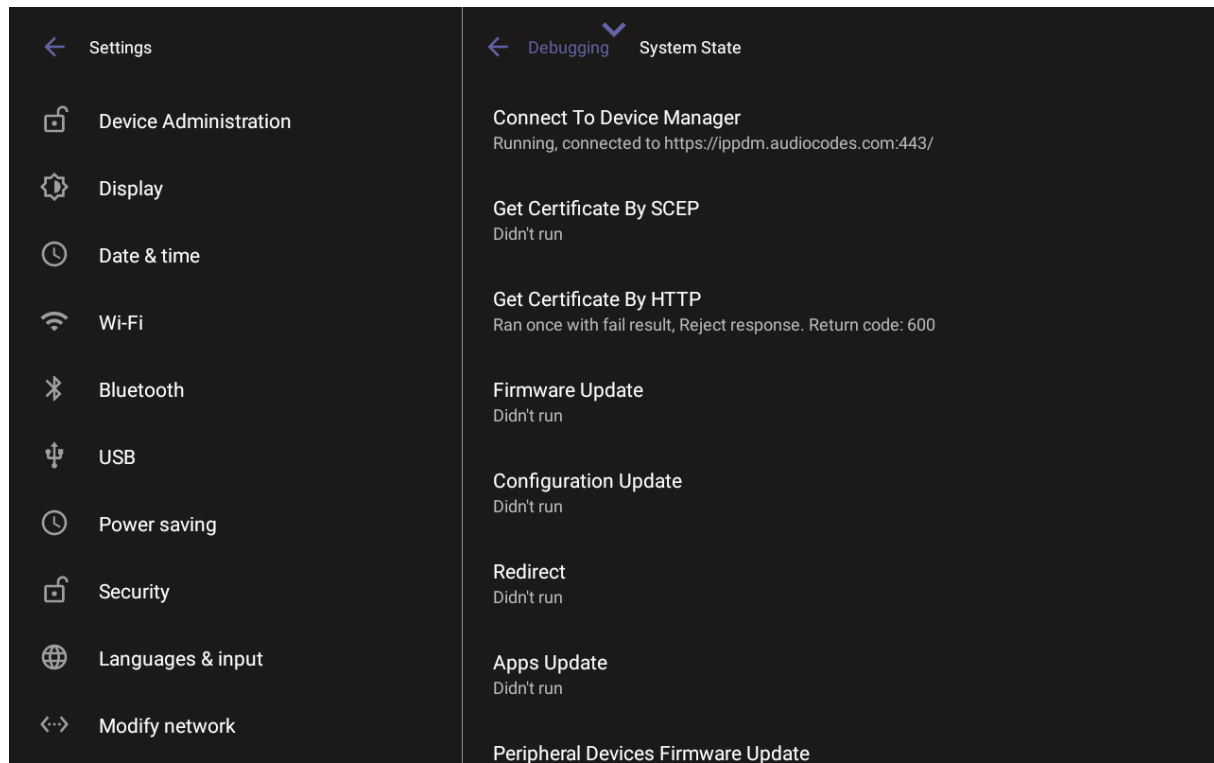 Settings
Device Administration
Display
Date & time
Wi-Fi
Bluetooth
USB
Power saving
Security
Languages & input
Modify network
Debugging System State
Connect To Device Manager
Running, connected to https://ippdm.audiocodes.com:443/
Get Certificate By SCEP
Didn't run
Get Certificate By HTTP
Ran once with fail result, Reject response. Return code: 600
Firmware Update
Didn't run
Configuration Update
Didn't run
Redirect
Didn't run
Apps Update
Didn't run
Peripheral Devices Firmware Update